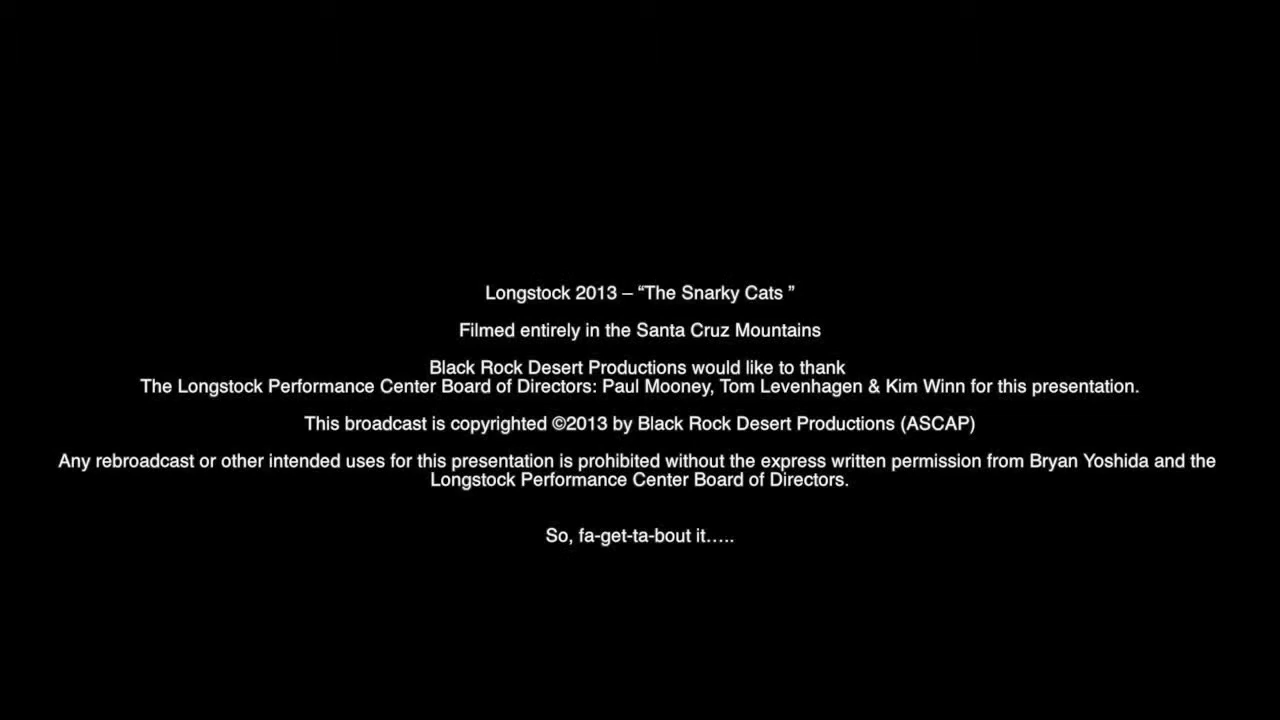 Longstock 2013 – “The Snarky Cats ”
Filmed entirely in the Santa Cruz Mountains
Black Rock Desert Productions would like to thank
The Longstock Performance Center Board of Directors: Paul Mooney, Tom Levenhagen & Kim Winn for this presentation.
This broadcast is copyrighted ©2013 by Black Rock Desert Productions (ASCAP)
Any rebroadcast or other intended uses for this presentation is prohibited without the express written permission from Bryan Yoshida and the
Longstock Performance Center Board of Directors.
So, fa-get-ta-bout it…..